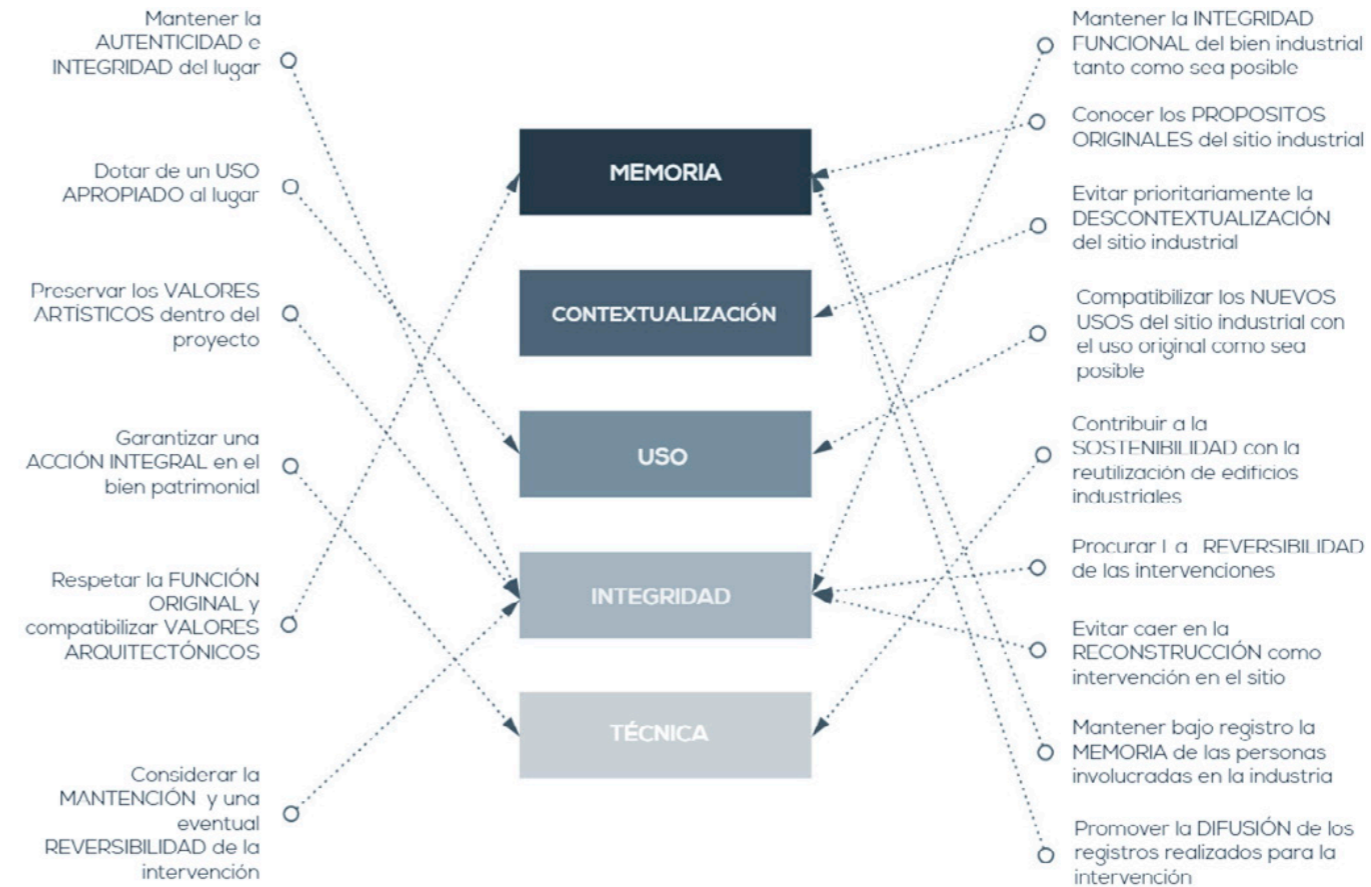 Mantener la
AUTENTICIDAD e
INTEGRIDAD del lugar
Dotar de un USO
APROPIADO al lugar
Preservar los VALORES
ARTÍSTICOS dentro del
proyecto
Garantizar una
ACCIÓN INTEGRAL en el
bien patrimonial
Respetar la FUNCIÓN
ORIGINAL y
compatibilizar VALORES
ARQUITECTÓNICOS
Considerar la
MANTENCIÓN y una
eventual
REVERSIBILIDAD de la
intervención
MEMORIA
CONTEXTUALIZACIÓN
USO
INTEGRIDAD
TÉCNICA
Mantener la INTEGRIDAD
FUNCIONAL del bien industrial
tanto como sea posible
Conocer los PROPOSITOS
ORIGINALES del sitio industrial
Evitar prioritariamente la
DESCONTEXTUALIZACIÓN
del sitio industrial
Compatibilizar los NUEVOS
USOS del sitio industrial con
el uso original como sea
posible
Contribuir a la
SOSTENIBILIDAD con la
reutilización de edificios
industriales
Procurar La REVERSIBILIDAD
de las intervenciones
Evitar caer en la
RECONSTRUCCIÓN como
intervención en el sitio
Mantener bajo registro la
MEMORIA de las personas
involucradas en la industria
Promover la DIFUSIÓN de los
registros realizados para la
intervención